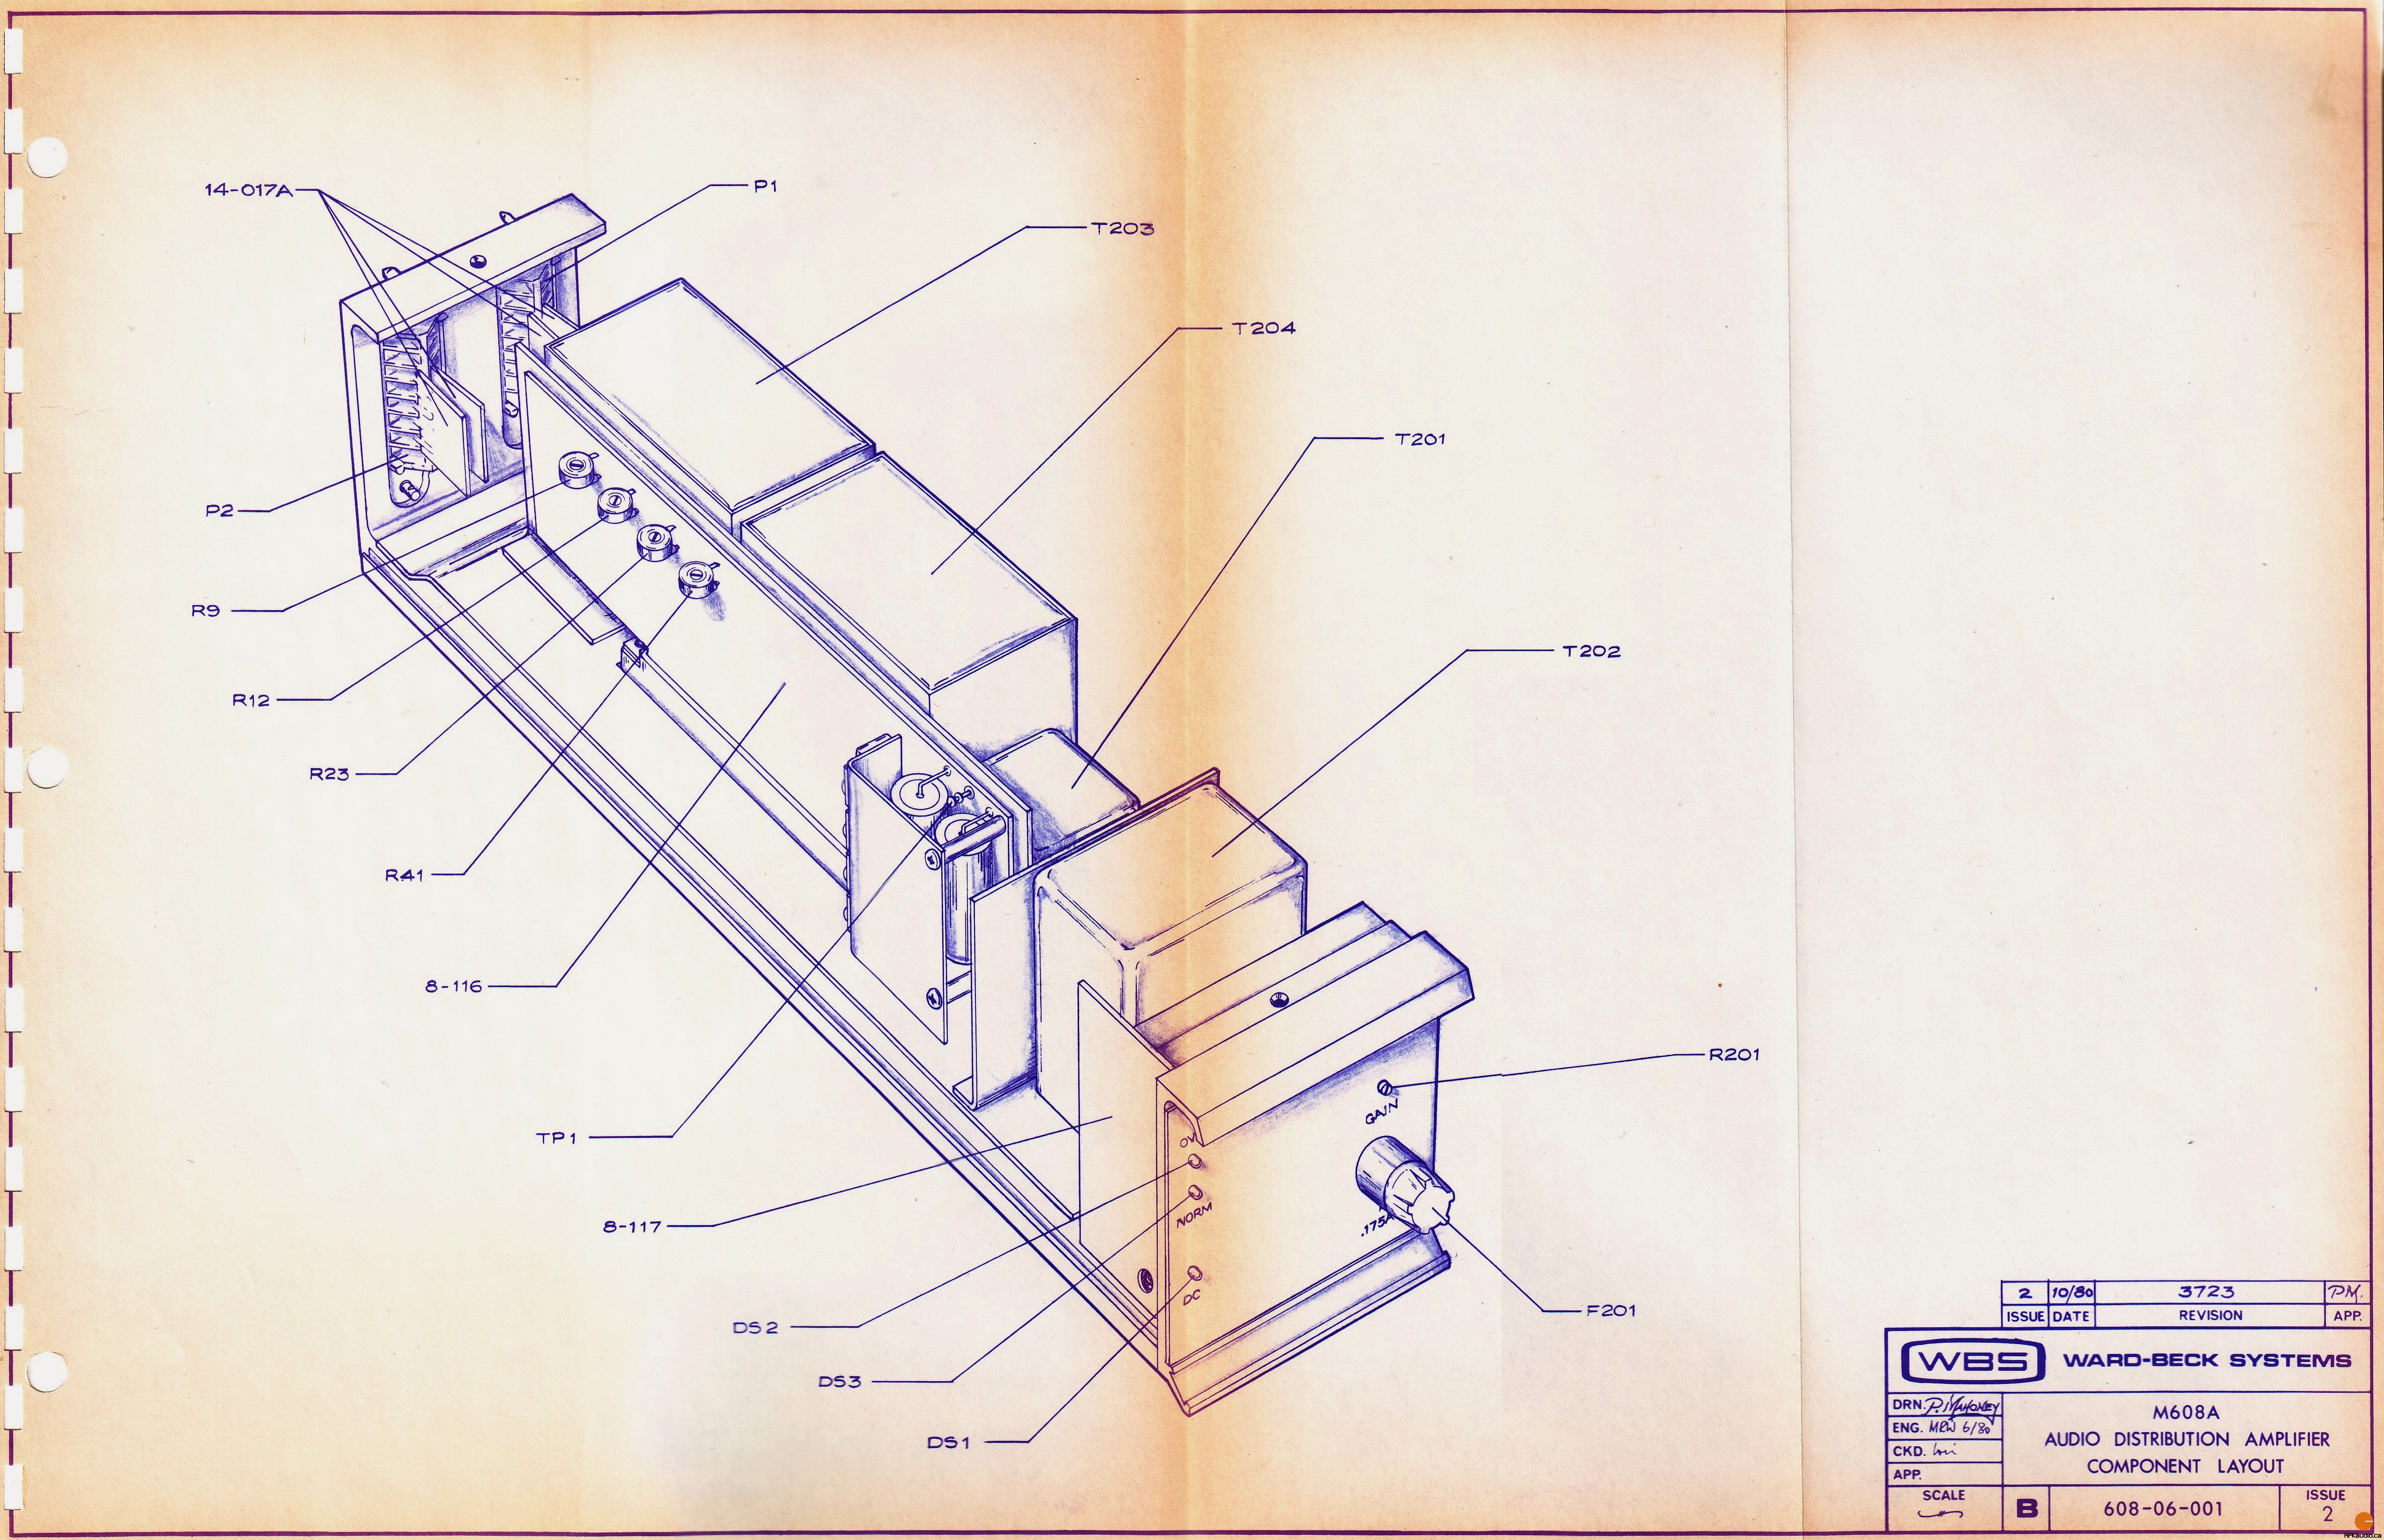 14-017A
P1
T203
T204
T201
P2
T202
R9
R12
R23
R41
8-116
R201
GAIN
TP1
OV
8-117
NORM
.175A
DC
F201
DS2
DS3
DS1
2 10/80 3723 P.M.
ISSUE DATE REVISION APP.
WBS WARD-BECK SYSTEMS
DRN. P. MAHONEY
ENG. MRW 6/80
CKD.
APP.
M608A
AUDIO DISTRIBUTION AMPLIFIER
COMPONENT LAYOUT
SCALE
B 608-06-001
ISSUE
2